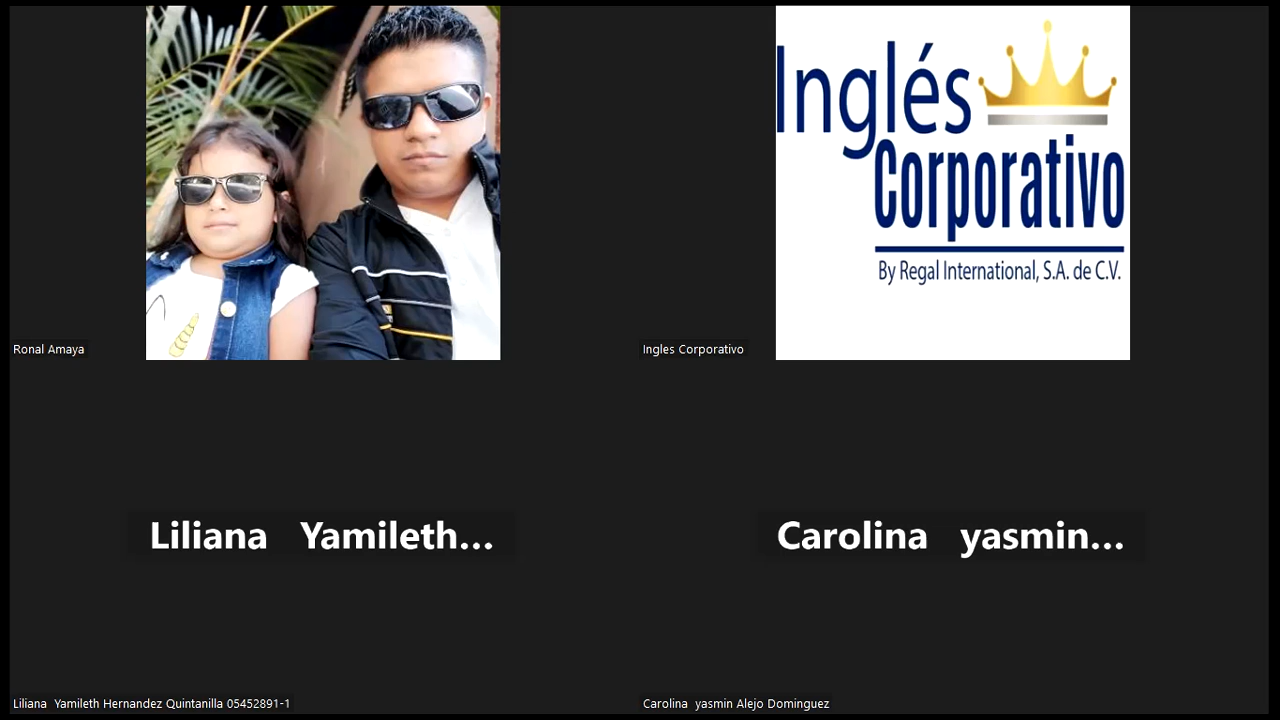 Inglés
Corporativo
By Regal International, S.A. de C.V.
Ronal Amaya
Ingles Corporativo
Liliana Yamileth...
Carolina yasmin...
Liliana Yamileth Hernandez Quintanilla 05452891-1
Carolina yasmin Alejo Dominguez